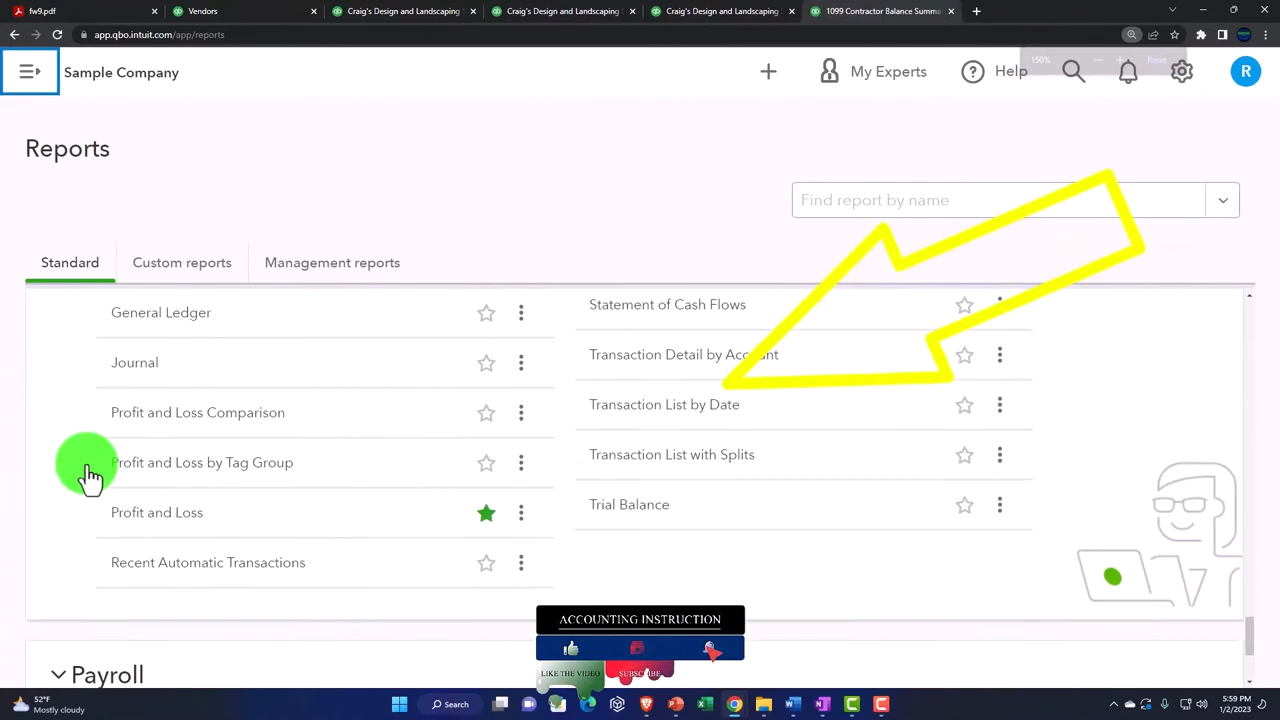 fw9.pdf
Vendors
Craig's Design and Landscaping
Craig's Design and Landscaping
Craig's Design and Landscaping
1099 Contractor Balance Summa
app.qbo.intuit.com/app/reports
Sample Company
My Experts
Help
150%
Reset
R
Reports
Find report by name
Standard
Custom reports
Management reports
General Ledger
Journal
Profit and Loss Comparison
Profit and Loss by Tag Group
Profit and Loss
Recent Automatic Transactions
Statement of Cash Flows
Transaction Detail by Account
Transaction List by Date
Transaction List with Splits
Trial Balance
ACCOUNTING INSTRUCTION
LIKE THE VIDEO
SUBSCRIBE
Payroll
52°F
Mostly cloudy
Search
5:59 PM
1/2/2023